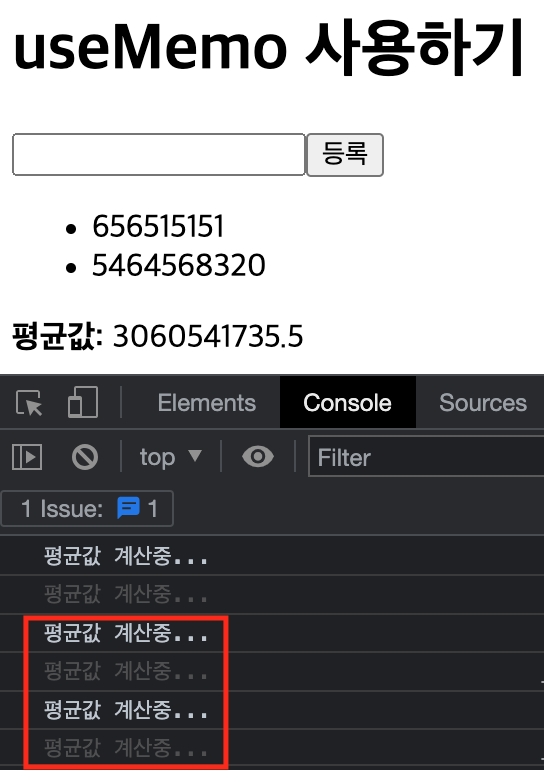 useMemo 사용하기
등록
656515151
5464568320
평균값: 3060541735.5
Elements Console Sources
top ▼ Filter
1 Issue: 1
평균값 계산중...
평균값 계산중...
평균값 계산중...
평균값 계산중...
평균값 계산중...
평균값 계산중...